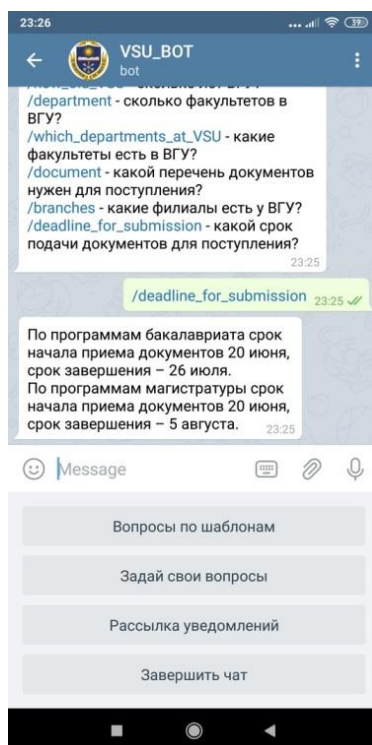 23:26
39
VSU_BOT
bot
/department - сколько факультетов в
ВГУ?
/which_departments_at_VSU - какие
факультеты есть в ВГУ?
/document - какой перечень документов
нужен для поступления?
/branches - какие филиалы есть у ВГУ?
/deadline_for_submission - какой срок
подачи документов для поступления?
23:25
/deadline_for_submission 23:25
По программам бакалавриата срок
начала приема документов 20 июня,
срок завершения – 26 июля.
По программам магистратуры срок
начала приема документов 20 июня,
срок завершения – 5 августа. 23:25
Message
Вопросы по шаблонам
Задай свои вопросы
Рассылка уведомлений
Завершить чат